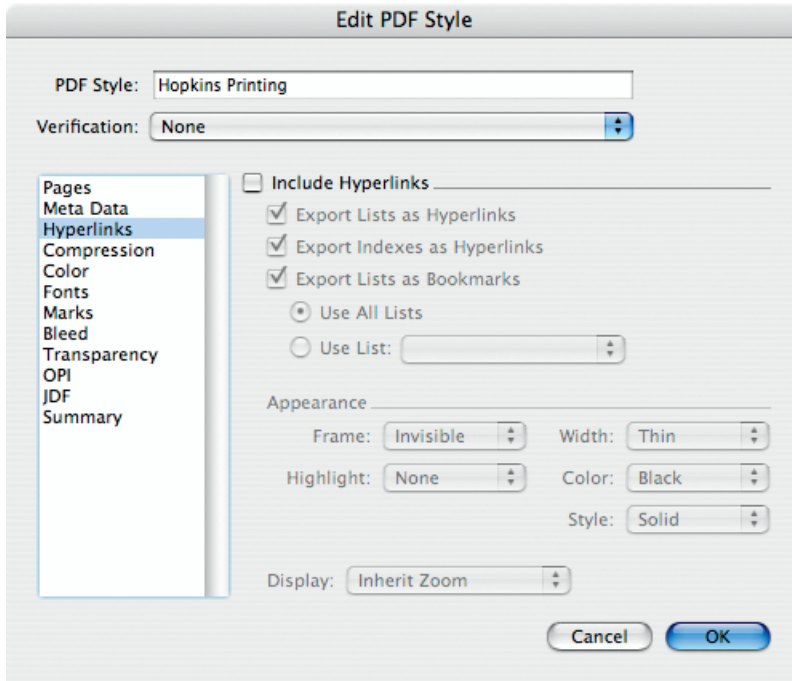 Edit PDF Style
PDF Style: Hopkins Printing
Verification: None
Pages
Meta Data
Hyperlinks
Compression
Color
Fonts
Marks
Bleed
Transparency
OPI
JDF
Summary
Include Hyperlinks
Export Lists as Hyperlinks
Export Indexes as Hyperlinks
Export Lists as Bookmarks
Use All Lists
Use List:
Appearance
Frame: Invisible Width: Thin
Highlight: None Color: Black
Style: Solid
Display: Inherit Zoom
Cancel OK